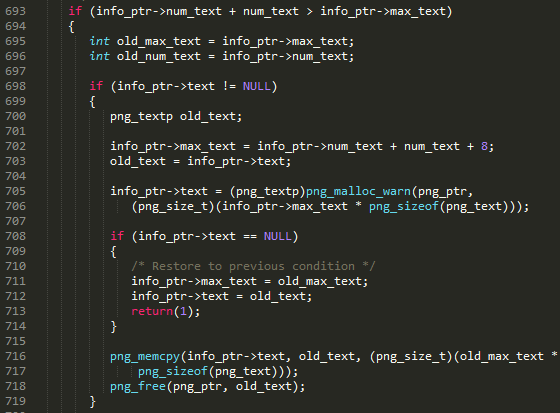 693 if (info_ptr->num_text + num_text > info_ptr->max_text)
694 {
695 int old_max_text = info_ptr->max_text;
696 int old_num_text = info_ptr->num_text;
697
698 if (info_ptr->text != NULL)
699 {
700 png_textp old_text;
701
702 info_ptr->max_text = info_ptr->num_text + num_text + 8;
703 old_text = info_ptr->text;
704
705 info_ptr->text = (png_textp)png_malloc_warn(png_ptr,
706 (png_size_t)(info_ptr->max_text * png_sizeof(png_text)));
707
708 if (info_ptr->text == NULL)
709 {
710 /* Restore to previous condition */
711 info_ptr->max_text = old_max_text;
712 info_ptr->text = old_text;
713 return(1);
714 }
715
716 png_memcpy(info_ptr->text, old_text, (png_size_t)(old_max_text *
717 png_sizeof(png_text)));
718 png_free(png_ptr, old_text);
719 }